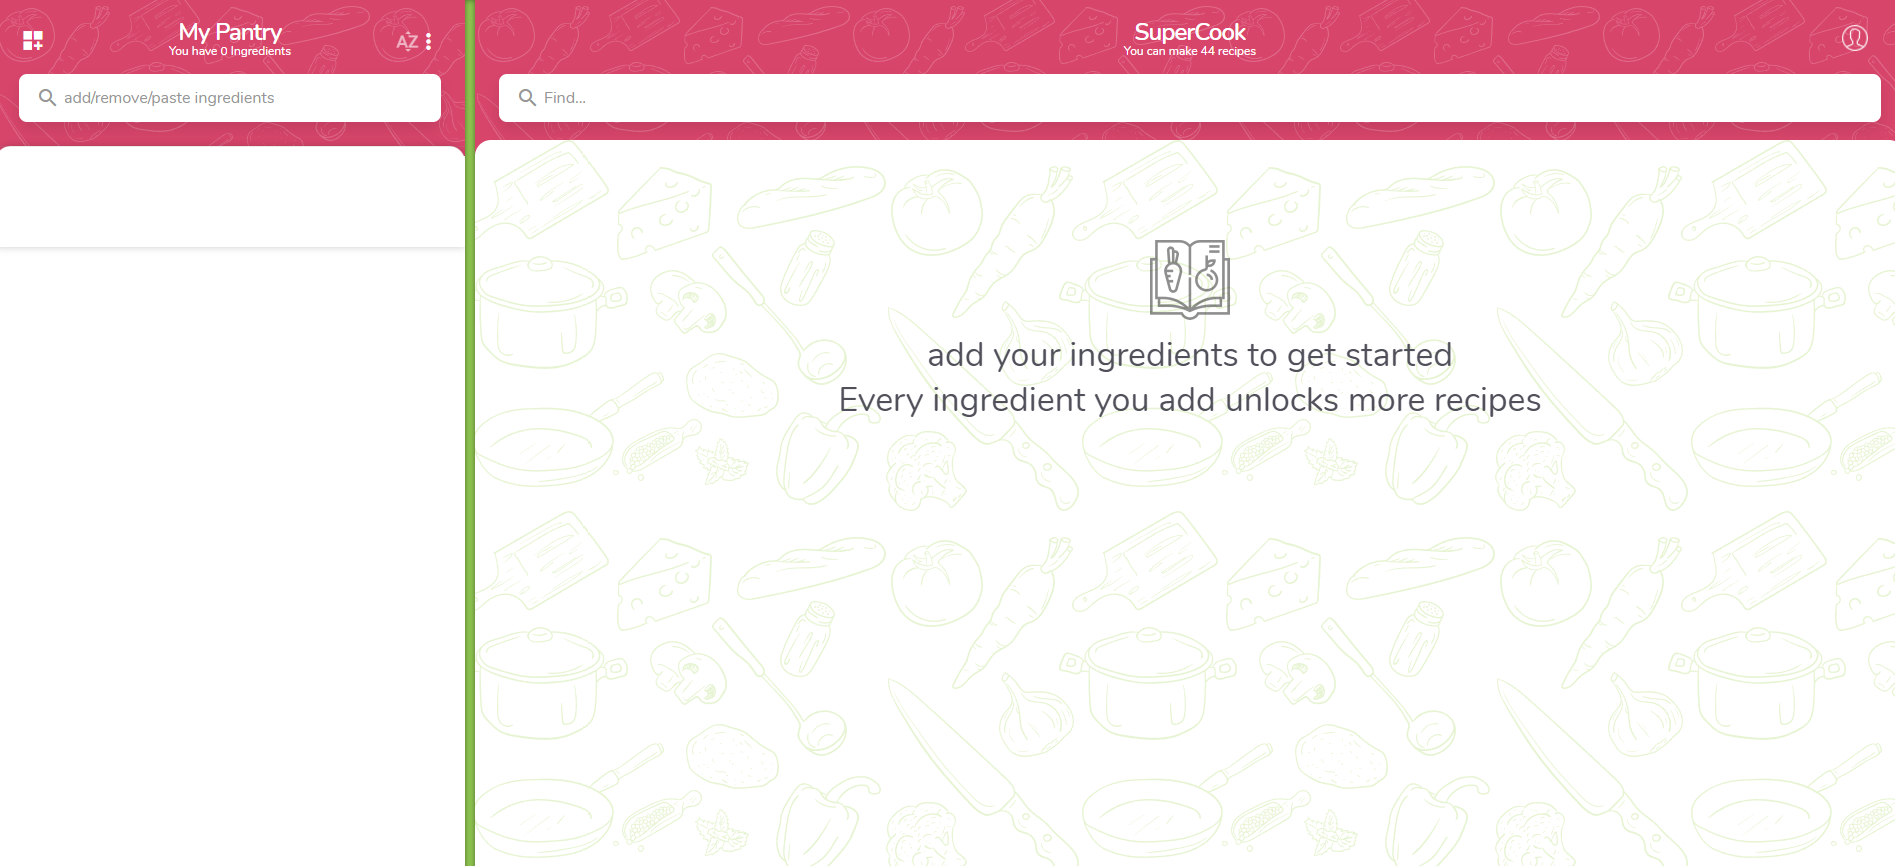 My Pantry
You have 0 Ingredients
AZ
add/remove/paste ingredients
SuperCook
You can make 44 recipes
Find...
add your ingredients to get started
Every ingredient you add unlocks more recipes